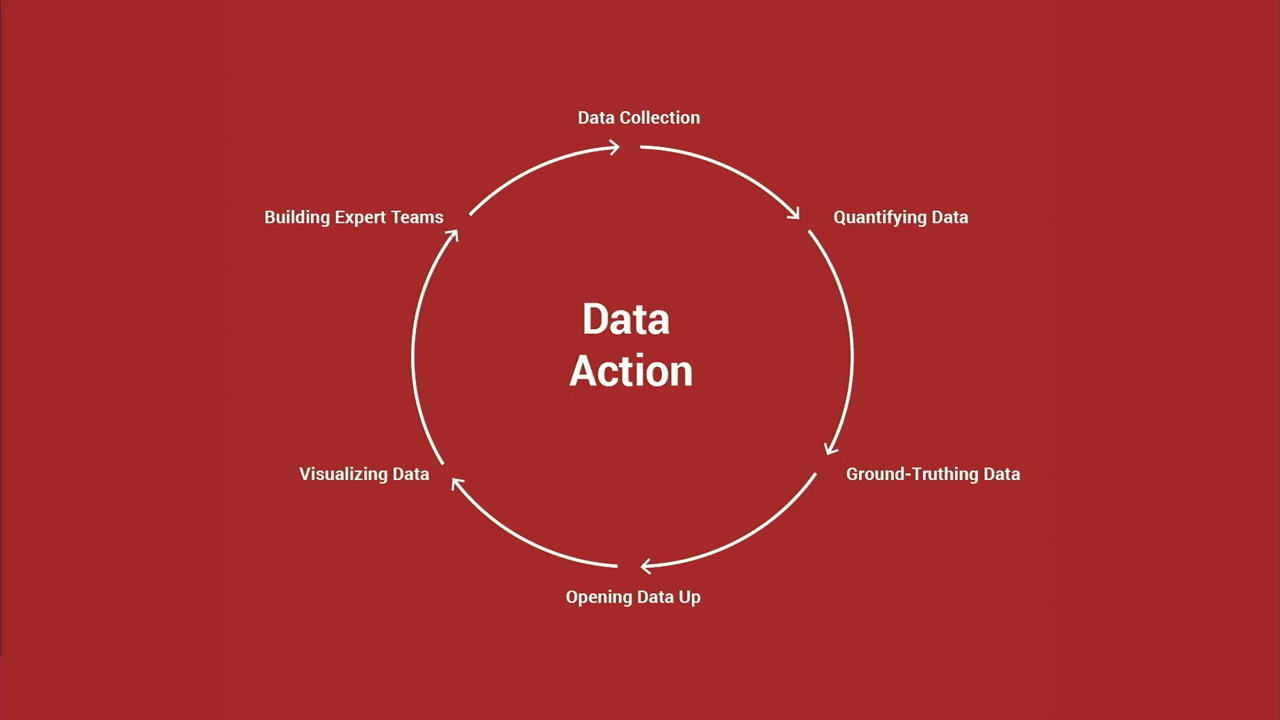 Data Collection
Building Expert Teams
Quantifying Data
Data
Action
Visualizing Data
Ground-Truthing Data
Opening Data Up